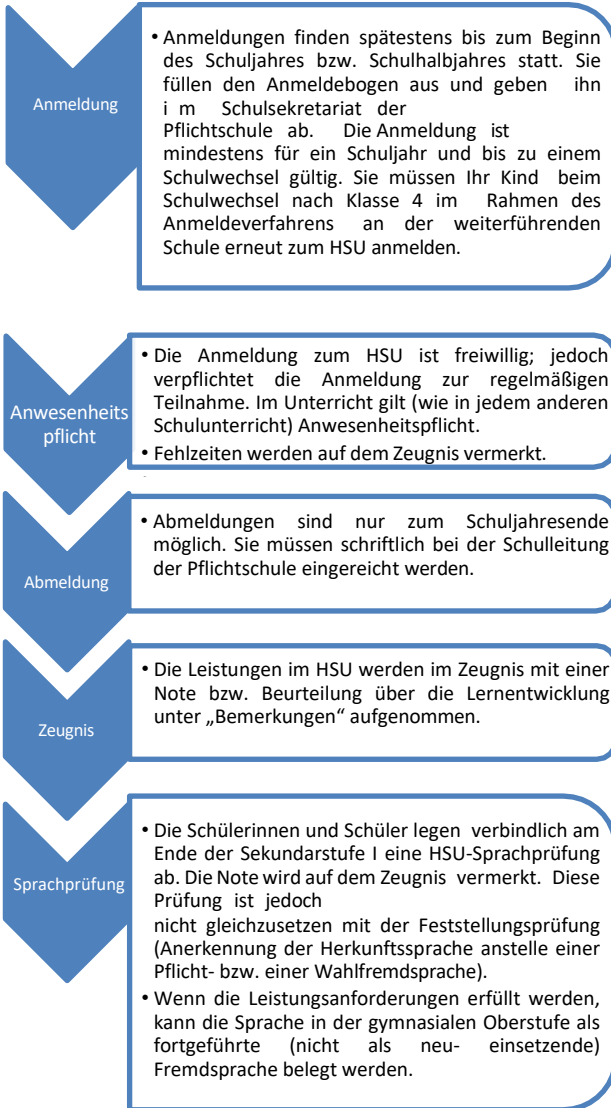 Anmeldung
• Anmeldungen finden spätestens bis zum Beginn
des Schuljahres bzw. Schulhalbjahres statt. Sie
füllen den Anmeldebogen aus und geben ihn
i m Schulsekretariat der
Pflichtschule ab. Die Anmeldung ist
mindestens für ein Schuljahr und bis zu einem
Schulwechsel gültig. Sie müssen Ihr Kind beim
Schulwechsel nach Klasse 4 im Rahmen des
Anmeldeverfahrens an der weiterführenden
Schule erneut zum HSU anmelden.
Anwesenheits
pflicht
• Die Anmeldung zum HSU ist freiwillig; jedoch
verpflichtet die Anmeldung zur regelmäßigen
Teilnahme. Im Unterricht gilt (wie in jedem anderen
Schulunterricht) Anwesenheitspflicht.
• Fehlzeiten werden auf dem Zeugnis vermerkt.
Abmeldung
• Abmeldungen sind nur zum Schuljahresende
möglich. Sie müssen schriftlich bei der Schulleitung
der Pflichtschule eingereicht werden.
Zeugnis
• Die Leistungen im HSU werden im Zeugnis mit einer
Note bzw. Beurteilung über die Lernentwicklung
unter „Bemerkungen“ aufgenommen.
Sprachprüfung
• Die Schülerinnen und Schüler legen verbindlich am
Ende der Sekundarstufe I eine HSU-Sprachprüfung
ab. Die Note wird auf dem Zeugnis vermerkt. Diese
Prüfung ist jedoch
nicht gleichzusetzen mit der Feststellungsprüfung
(Anerkennung der Herkunftssprache anstelle einer
Pflicht- bzw. einer Wahlfremdsprache).
• Wenn die Leistungsanforderungen erfüllt werden,
kann die Sprache in der gymnasialen Oberstufe als
fortgeführte (nicht als neu- einsetzende)
Fremdsprache belegt werden.